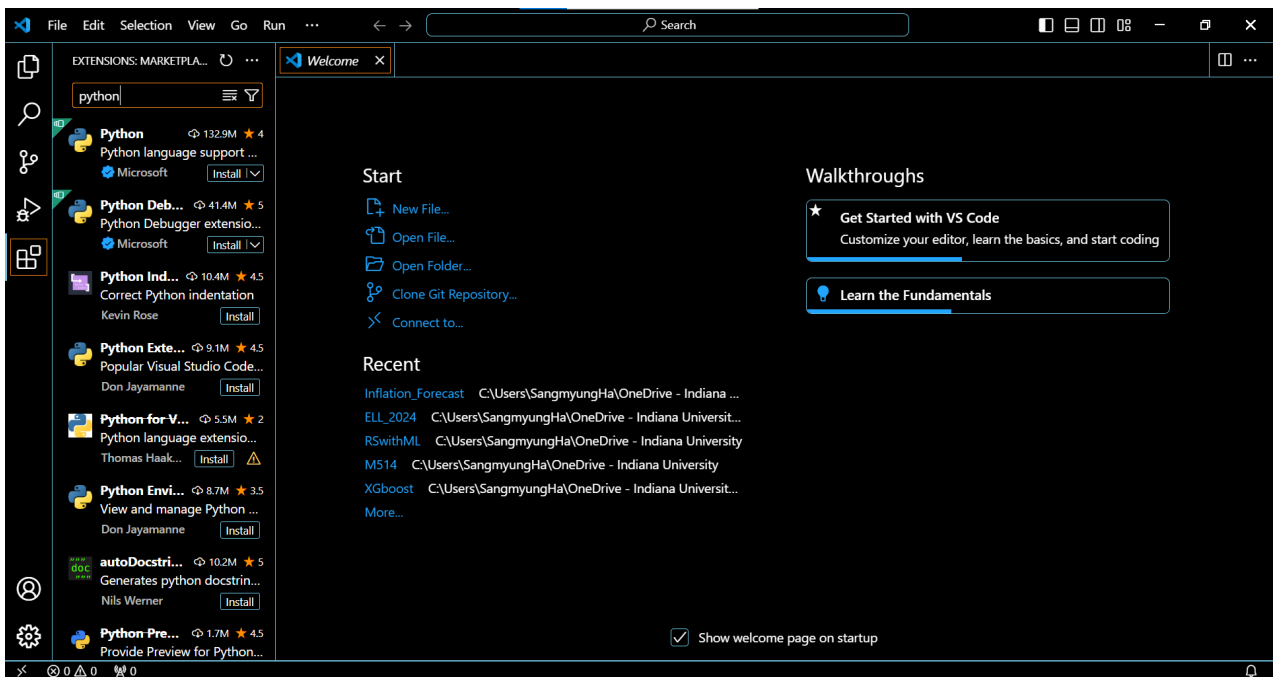 File Edit Selection View Go Run ...
Search
EXTENSIONS: MARKETPLA...
python
Python 132.9M 4
Python language support ...
Microsoft Install
Python Deb... 41.4M 5
Python Debugger extensio...
Microsoft Install
Python Ind... 10.4M 4.5
Correct Python indentation
Kevin Rose Install
Python Exte... 9.1M 4.5
Popular Visual Studio Code...
Don Jayamanne Install
Python for V... 5.5M 2
Python language extensio...
Thomas Haak... Install
Python Envi... 8.7M 3.5
View and manage Python ...
Don Jayamanne Install
doc
autoDocstri... 10.2M 5
Generates python docstrin...
Nils Werner Install
Python Pre... 1.7M 4.5
Provide Preview for Python...
Welcome
Start
New File...
Open File...
Open Folder...
Clone Git Repository...
Connect to...
Recent
Inflation_Forecast C:\Users\SangmyungHa\OneDrive - Indiana ...
ELL_2024 C:\Users\SangmyungHa\OneDrive - Indiana Universit...
RSwithML C:\Users\SangmyungHa\OneDrive - Indiana University
M514 C:\Users\SangmyungHa\OneDrive - Indiana University
XGboost C:\Users\SangmyungHa\OneDrive - Indiana Universit...
More...
Walkthroughs
Get Started with VS Code
Customize your editor, learn the basics, and start coding
Learn the Fundamentals
Show welcome page on startup
0 0 0